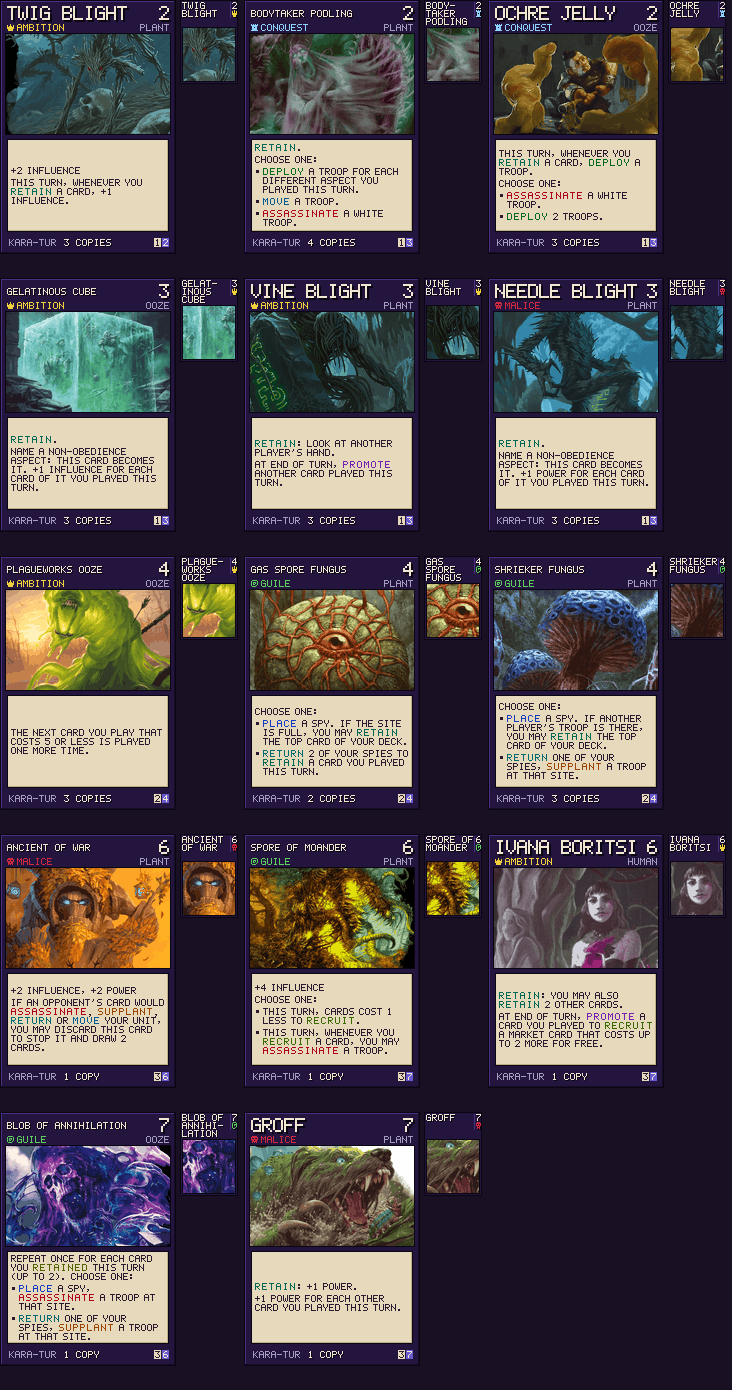 TWIG BLIGHT 2
AMBITION PLANT
+2 INFLUENCE
THIS TURN, WHENEVER YOU
RETAIN A CARD, +1
INFLUENCE.
KARA-TUR 3 COPIES 1 2
TWIG 2
BLIGHT
BODYTAKER PODLING 2
CONQUEST PLANT
RETAIN.
CHOOSE ONE:
▪ DEPLOY A TROOP FOR EACH
DIFFERENT ASPECT YOU
PLAYED THIS TURN.
▪ MOVE A TROOP.
▪ ASSASSINATE A WHITE
TROOP.
KARA-TUR 4 COPIES 1 3
BODY- 2
TAKER
PODLING
OCHRE JELLY 2
CONQUEST OOZE
THIS TURN, WHENEVER YOU
RETAIN A CARD, DEPLOY A
TROOP.
CHOOSE ONE:
▪ ASSASSINATE A WHITE
TROOP.
▪ DEPLOY 2 TROOPS.
KARA-TUR 3 COPIES 1 3
OCHRE 2
JELLY
GELATINOUS CUBE 3
AMBITION OOZE
RETAIN.
NAME A NON-OBEDIENCE
ASPECT: THIS CARD BECOMES
IT. +1 INFLUENCE FOR EACH
CARD OF IT YOU PLAYED THIS
TURN.
KARA-TUR 3 COPIES 1 3
GELAT- 3
INOUS
CUBE
VINE BLIGHT 3
AMBITION PLANT
RETAIN: LOOK AT ANOTHER
PLAYER'S HAND.
AT END OF TURN, PROMOTE
ANOTHER CARD PLAYED THIS
TURN.
KARA-TUR 3 COPIES 1 3
VINE 3
BLIGHT
NEEDLE BLIGHT 3
MALICE PLANT
RETAIN.
NAME A NON-OBEDIENCE
ASPECT: THIS CARD BECOMES
IT. +1 POWER FOR EACH CARD
OF IT YOU PLAYED THIS TURN.
KARA-TUR 3 COPIES 1 3
NEEDLE 3
BLIGHT
PLAGUEWORKS OOZE 4
AMBITION OOZE
THE NEXT CARD YOU PLAY THAT
COSTS 5 OR LESS IS PLAYED
ONE MORE TIME.
KARA-TUR 3 COPIES 2 4
PLAGUE- 4
WORKS
OOZE
GAS SPORE FUNGUS 4
GUILE PLANT
CHOOSE ONE:
▪ PLACE A SPY. IF THE SITE
IS FULL, YOU MAY RETAIN
THE TOP CARD OF YOUR DECK.
▪ RETURN 2 OF YOUR SPIES TO
RETAIN A CARD YOU PLAYED
THIS TURN.
KARA-TUR 2 COPIES 2 4
GAS 4
SPORE
FUNGUS
SHRIEKER FUNGUS 4
GUILE PLANT
CHOOSE ONE:
▪ PLACE A SPY. IF ANOTHER
PLAYER'S TROOP IS THERE,
YOU MAY RETAIN THE TOP
CARD OF YOUR DECK.
▪ RETURN ONE OF YOUR
SPIES, SUPPLANT A TROOP
AT THAT SITE.
KARA-TUR 3 COPIES 2 4
SHRIEKER 4
FUNGUS
ANCIENT OF WAR 6
MALICE PLANT
+2 INFLUENCE, +2 POWER
IF AN OPPONENT'S CARD WOULD
ASSASSINATE, SUPPLANT,
RETURN OR MOVE YOUR UNIT,
YOU MAY DISCARD THIS CARD
TO STOP IT AND DRAW 2
CARDS.
KARA-TUR 1 COPY 3 6
ANCIENT 6
OF WAR
SPORE OF MOANDER 6
GUILE PLANT
+4 INFLUENCE
CHOOSE ONE:
▪ THIS TURN, CARDS COST 1
LESS TO RECRUIT.
▪ THIS TURN, WHENEVER YOU
RECRUIT A CARD, YOU MAY
ASSASSINATE A TROOP.
KARA-TUR 1 COPY 3 7
SPORE OF 6
MOANDER
IVANA BORITSI 6
AMBITION HUMAN
RETAIN: YOU MAY ALSO
RETAIN 2 OTHER CARDS.
AT END OF TURN, PROMOTE A
CARD YOU PLAYED TO RECRUIT
A MARKET CARD THAT COSTS UP
TO 2 MORE FOR FREE.
KARA-TUR 1 COPY 3 7
IVANA 6
BORITSI
BLOB OF ANNIHILATION 7
GUILE OOZE
REPEAT ONCE FOR EACH CARD
YOU RETAINED THIS TURN
(UP TO 2). CHOOSE ONE:
▪ PLACE A SPY,
ASSASSINATE A TROOP AT
THAT SITE.
▪ RETURN ONE OF YOUR
SPIES, SUPPLANT A TROOP
AT THAT SITE.
KARA-TUR 1 COPY 3 6
BLOB OF 7
ANNIHI-
LATION
GROFF 7
MALICE PLANT
RETAIN: +1 POWER.
+1 POWER FOR EACH OTHER
CARD YOU PLAYED THIS TURN.
KARA-TUR 1 COPY 3 7
GROFF 7